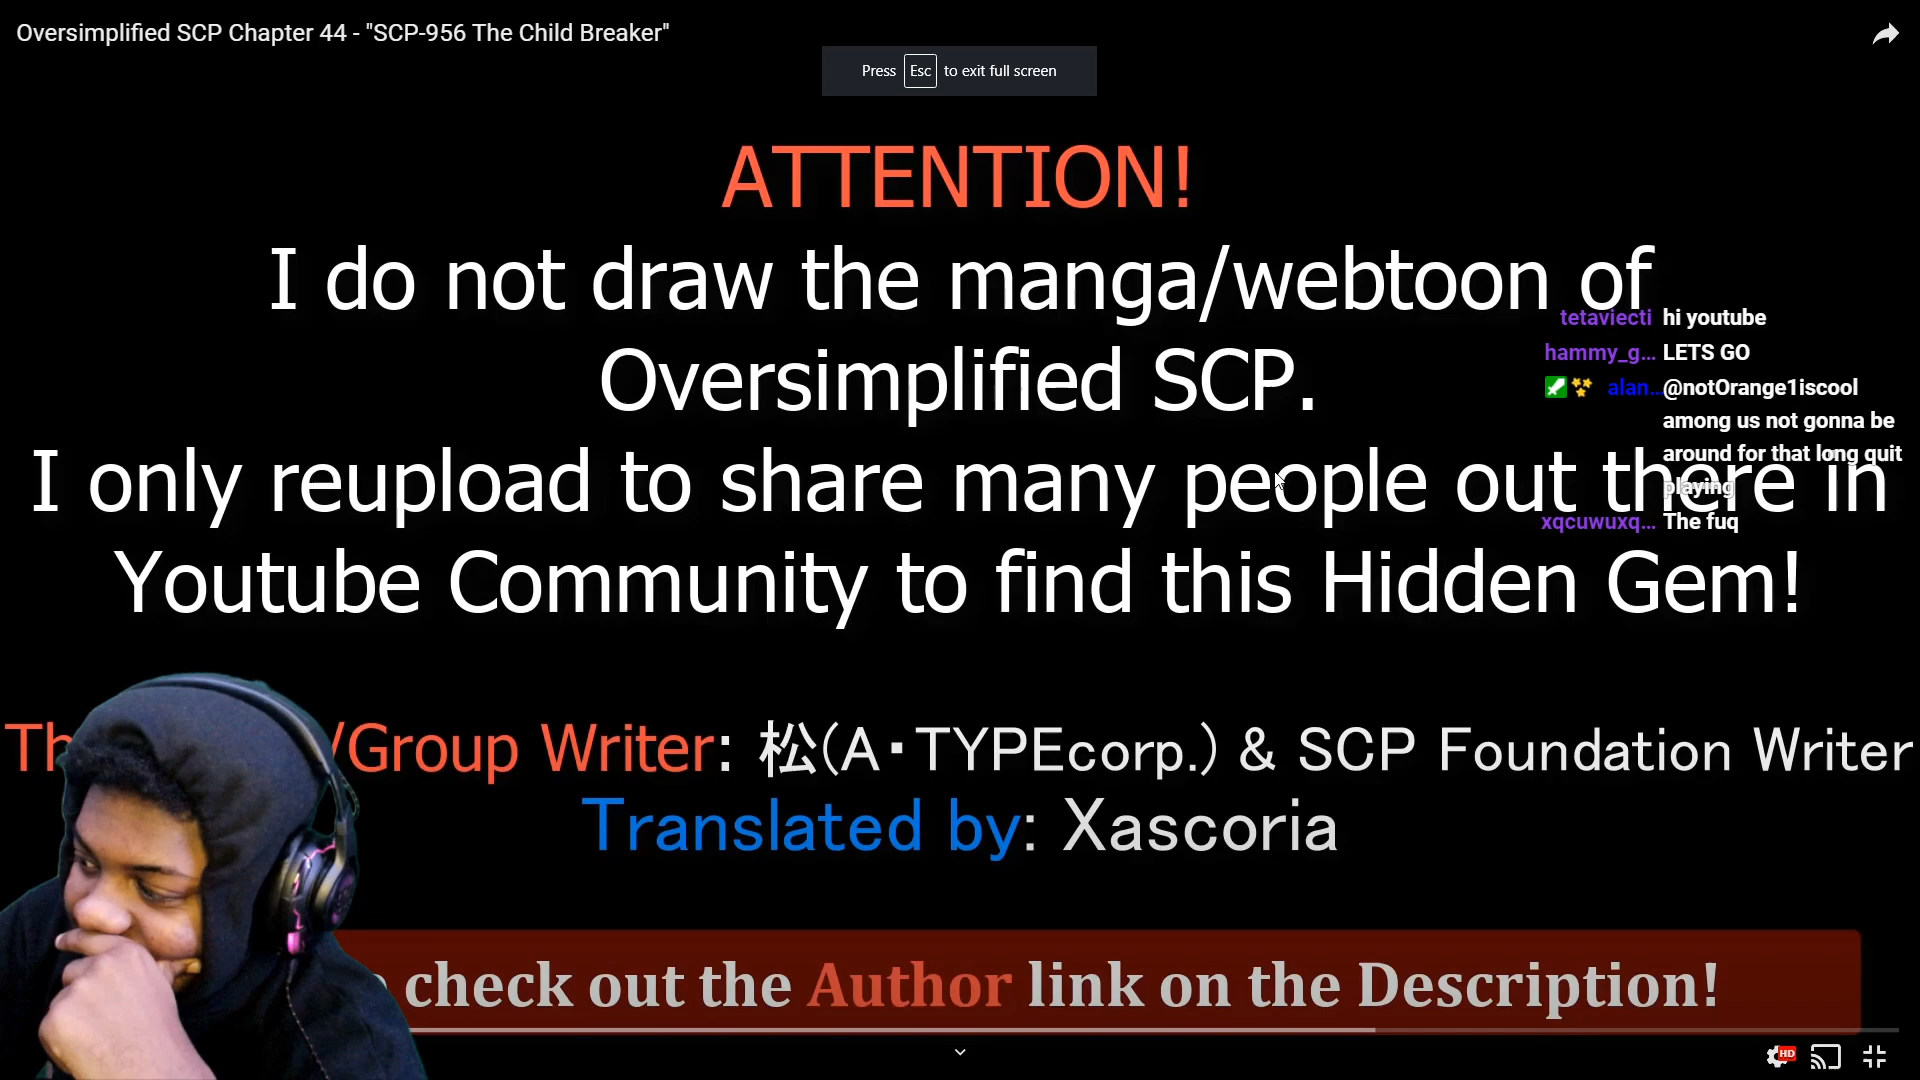 Oversimplified SCP Chapter 44 - "SCP-956 The Child Breaker"
Press Esc to exit full screen
ATTENTION!
I do not draw the manga/webtoon of
Oversimplified SCP.
I only reupload to share many people out there in
Youtube Community to find this Hidden Gem!
tetaviecti hi youtube
hammy_g... LETS GO
alan... @notOrange1iscool
among us not gonna be
around for that long quit
playing
xqcuwuxq... The fuq
/Group Writer: 松(A・TYPEcorp.) & SCP Foundation Writer
Translated by: Xascoria
check out the Author link on the Description!
HD